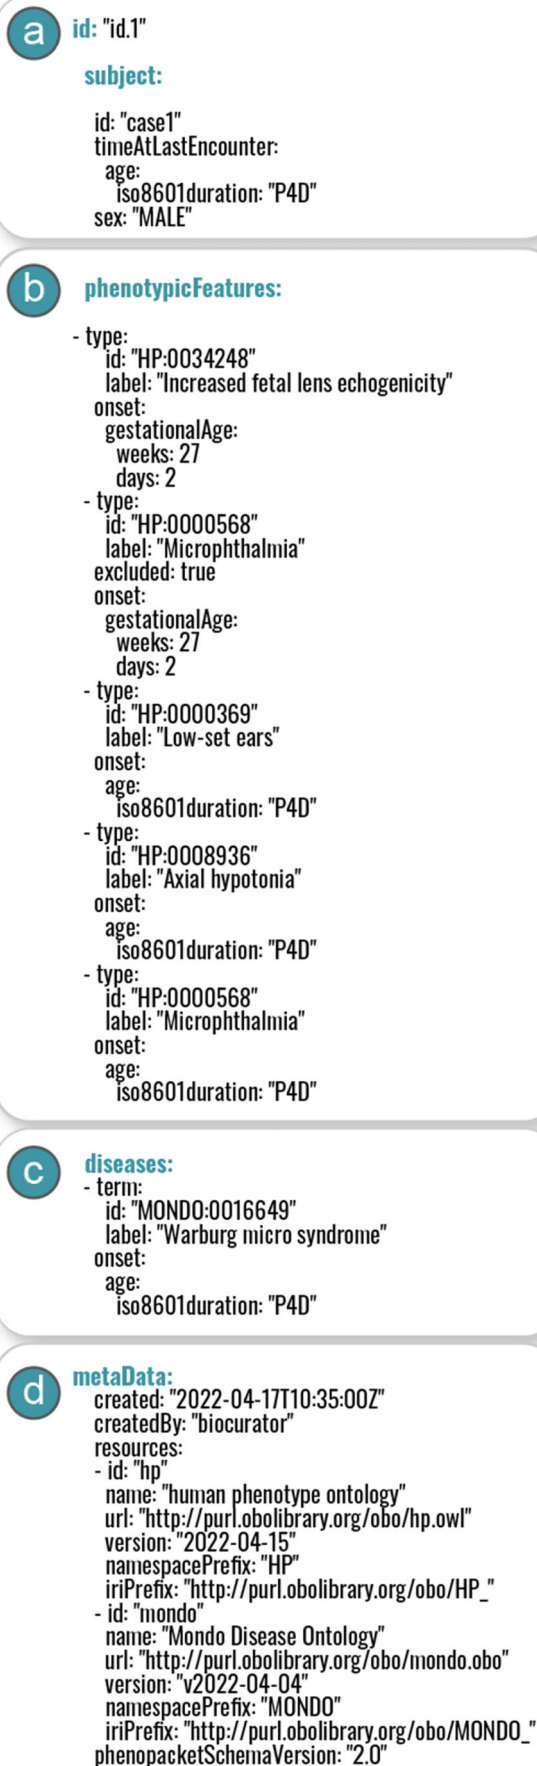 a
id: "id.1"
subject:
id: "case1"
timeAtLastEncounter:
age:
iso8601duration: "P4D"
sex: "MALE"
b
phenotypicFeatures:
- type:
id: "HP:0034248"
label: "Increased fetal lens echogenicity"
onset:
gestationalAge:
weeks: 27
days: 2
- type:
id: "HP:0000568"
label: "Microphthalmia"
excluded: true
onset:
gestationalAge:
weeks: 27
days: 2
- type:
id: "HP:0000369"
label: "Low-set ears"
onset:
age:
iso8601duration: "P4D"
- type:
id: "HP:0008936"
label: "Axial hypotonia"
onset:
age:
iso8601duration: "P4D"
- type:
id: "HP:0000568"
label: "Microphthalmia"
onset:
age:
iso8601duration: "P4D"
c
diseases:
- term:
id: "MONDO:0016649"
label: "Warburg micro syndrome"
onset:
age:
iso8601duration: "P4D"
d
metaData:
created: "2022-04-17T10:35:00Z"
createdBy: "biocurator"
resources:
- id: "hp"
name: "human phenotype ontology"
url: "http://purl.obolibrary.org/obo/hp.owl"
version: "2022-04-15"
namespacePrefix: "HP"
iriPrefix: "http://purl.obolibrary.org/obo/HP_"
- id: "mondo"
name: "Mondo Disease Ontology"
url: "http://purl.obolibrary.org/obo/mondo.obo"
version: "v2022-04-04"
namespacePrefix: "MONDO"
iriPrefix: "http://purl.obolibrary.org/obo/MONDO_"
phenopacketSchemaVersion: "2.0"